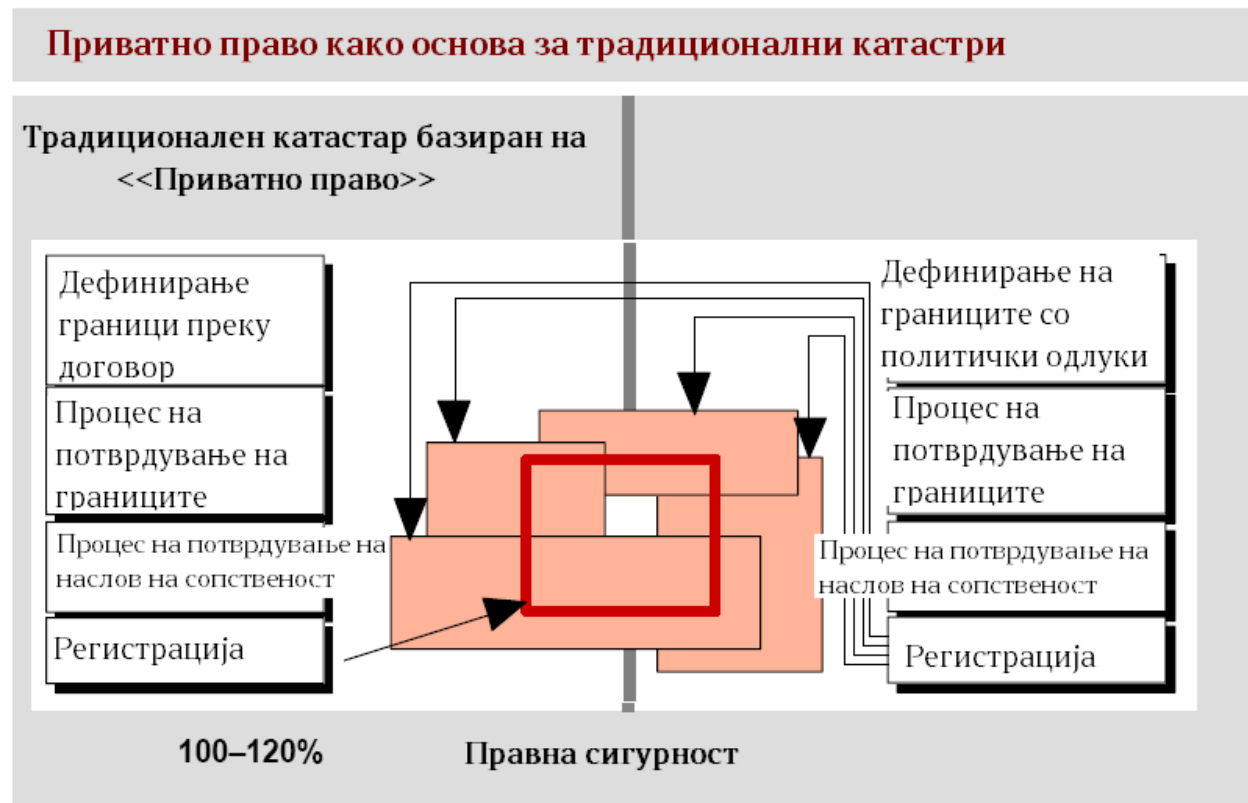 Приватно право како основа за традиционални катастри
Традиционален катастар базиран на
<<Приватно право>>
Дефинирање
граници преку
договор
Процес на
потврдување на
границите
Процес на потврдување на
наслов на сопственост
Регистрација
Дефинирање на
границите со
политички одлуки
Процес на
потврдување на
границите
Процес на потврдување на
наслов на сопственост
Регистрација
100–120%
Правна сигурност